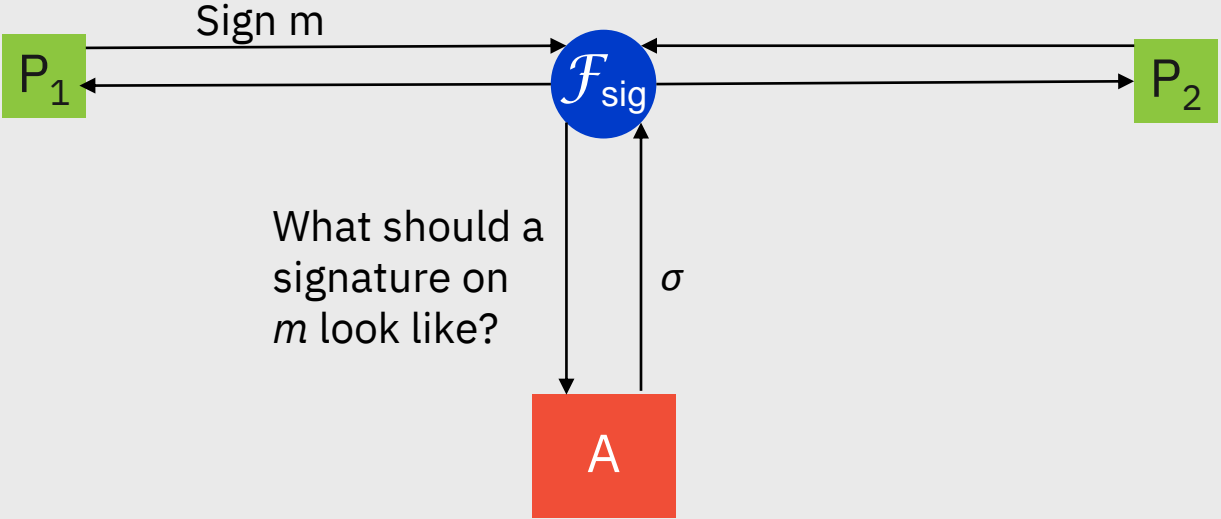 Sign m
P₁
ℱsig
P₂
What should a
signature on
m look like?
σ
A